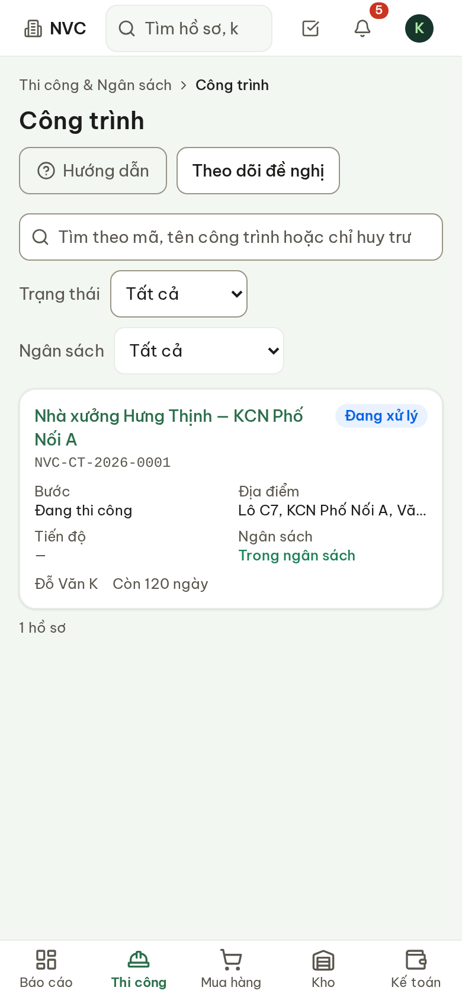 NVC
Tìm hồ sơ, k
5
K
Thi công & Ngân sách > Công trình
Công trình
Hướng dẫn
Theo dõi đề nghị
Tìm theo mã, tên công trình hoặc chỉ huy trư
Trạng thái
Tất cả
Ngân sách
Tất cả
Nhà xưởng Hưng Thịnh — KCN Phố
Nối A
Đang xử lý
NVC-CT-2026-0001
Bước
Đang thi công
Địa điểm
Lô C7, KCN Phố Nối A, Vă...
Tiến độ
—
Ngân sách
Trong ngân sách
Đỗ Văn K
Còn 120 ngày
1 hồ sơ
Báo cáo
Thi công
Mua hàng
Kho
Kế toán